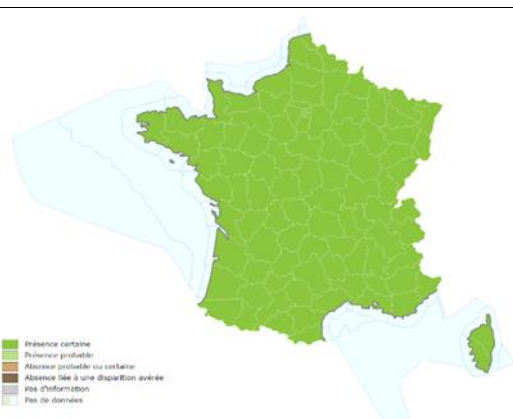 Présence certaine
Présence probable
Absence probable ou certaine
Absence liée à une disparition avérée
Pas d'information
Pas de données